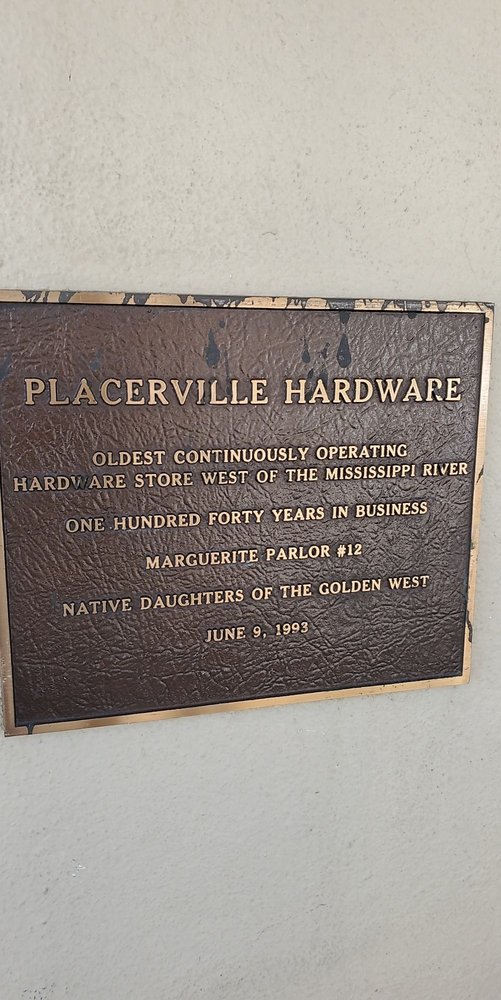 PLACERVILLE HARDWARE
OLDEST CONTINUOUSLY OPERATING
HARDWARE STORE WEST OF THE MISSISSIPPI RIVER
ONE HUNDRED FORTY YEARS IN BUSINESS
MARGUERITE PARLOR #12
NATIVE DAUGHTERS OF THE GOLDEN WEST
JUNE 9, 1993